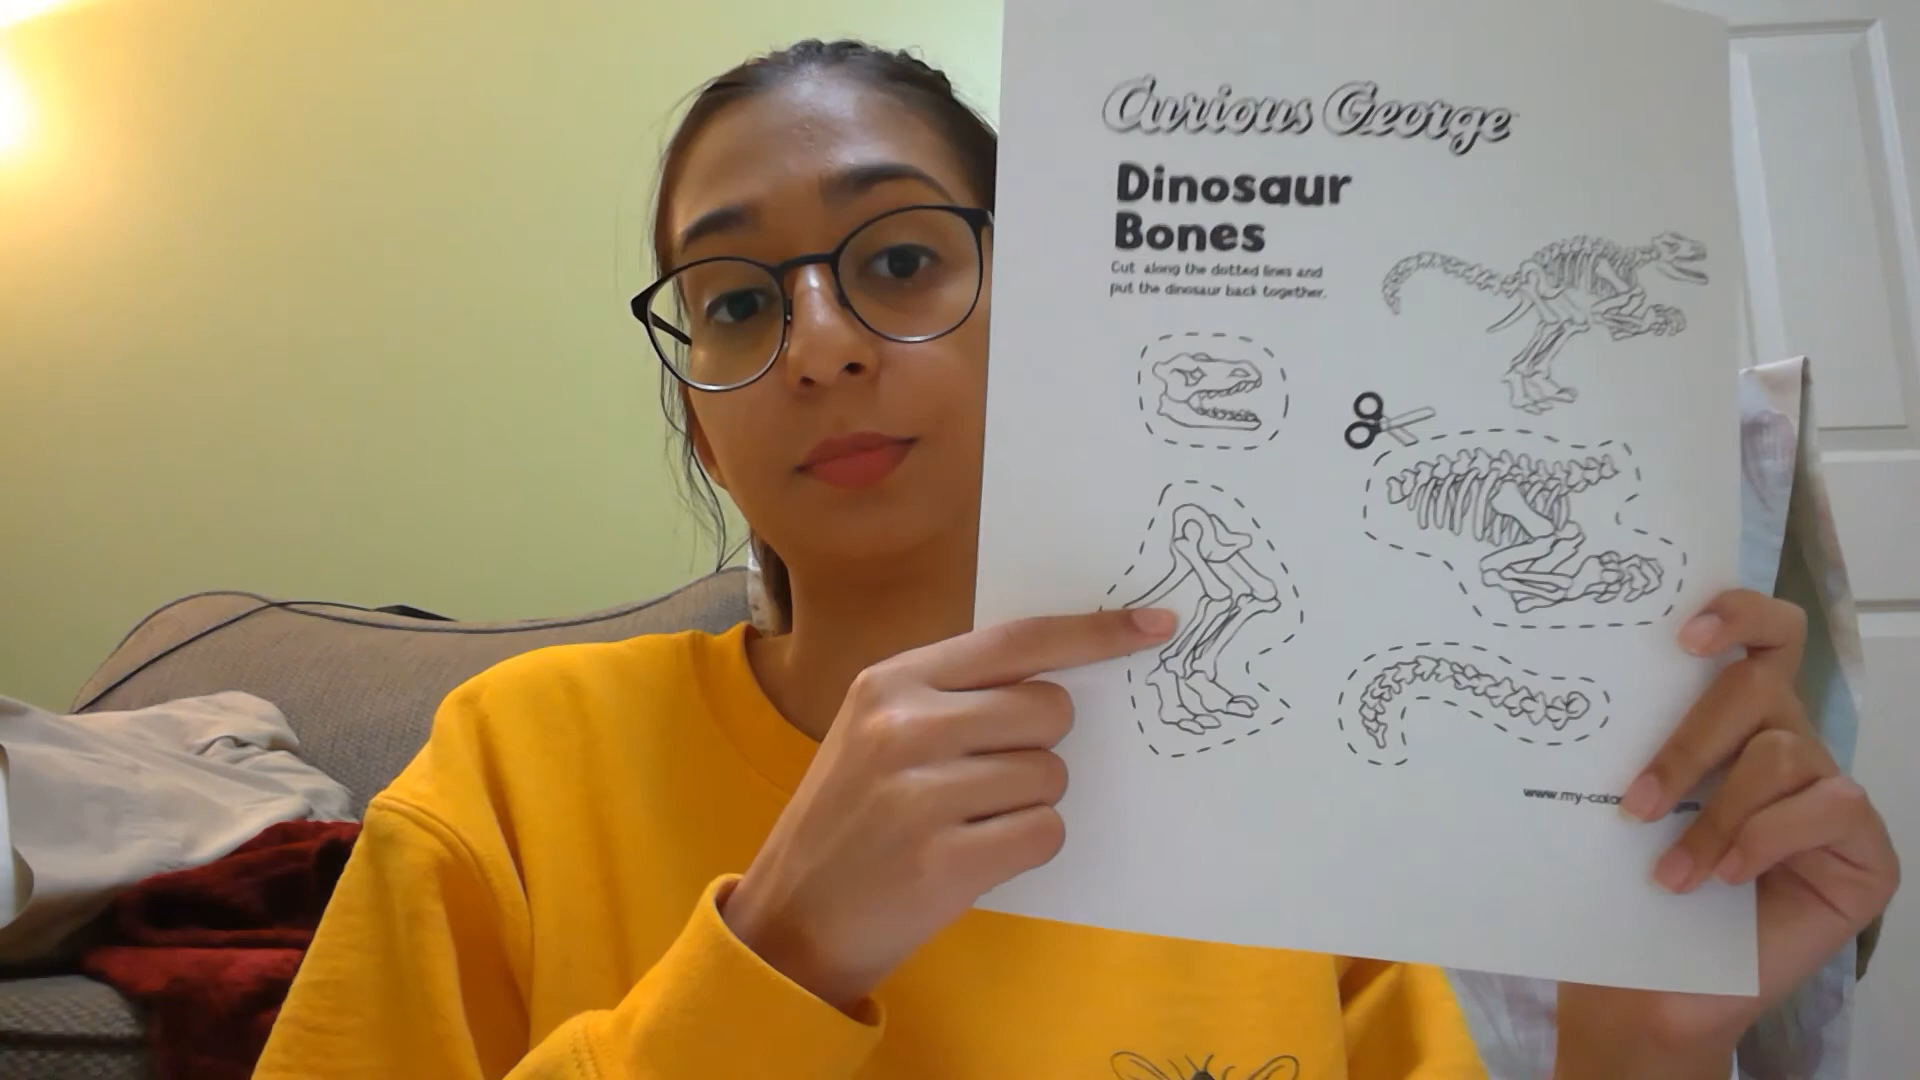 Curious George
Dinosaur
Bones
Cut along the dotted lines and
put the dinosaur back together.